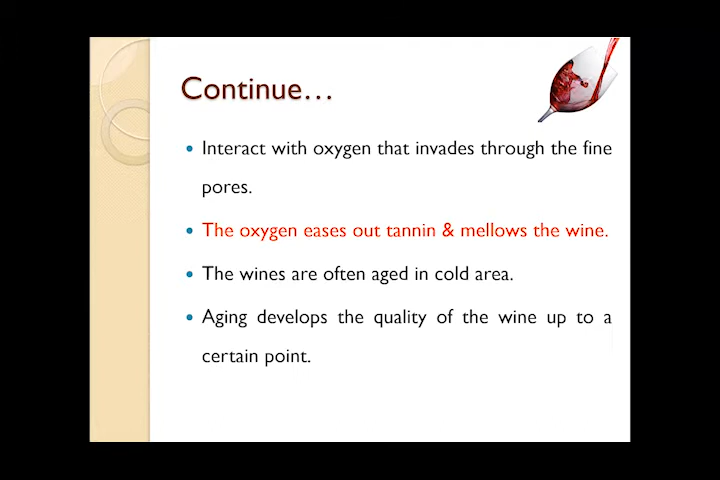 Continue...
• Interact with oxygen that invades through the fine
pores.
• The oxygen eases out tannin & mellows the wine.
• The wines are often aged in cold area.
• Aging develops the quality of the wine up to a
certain point.